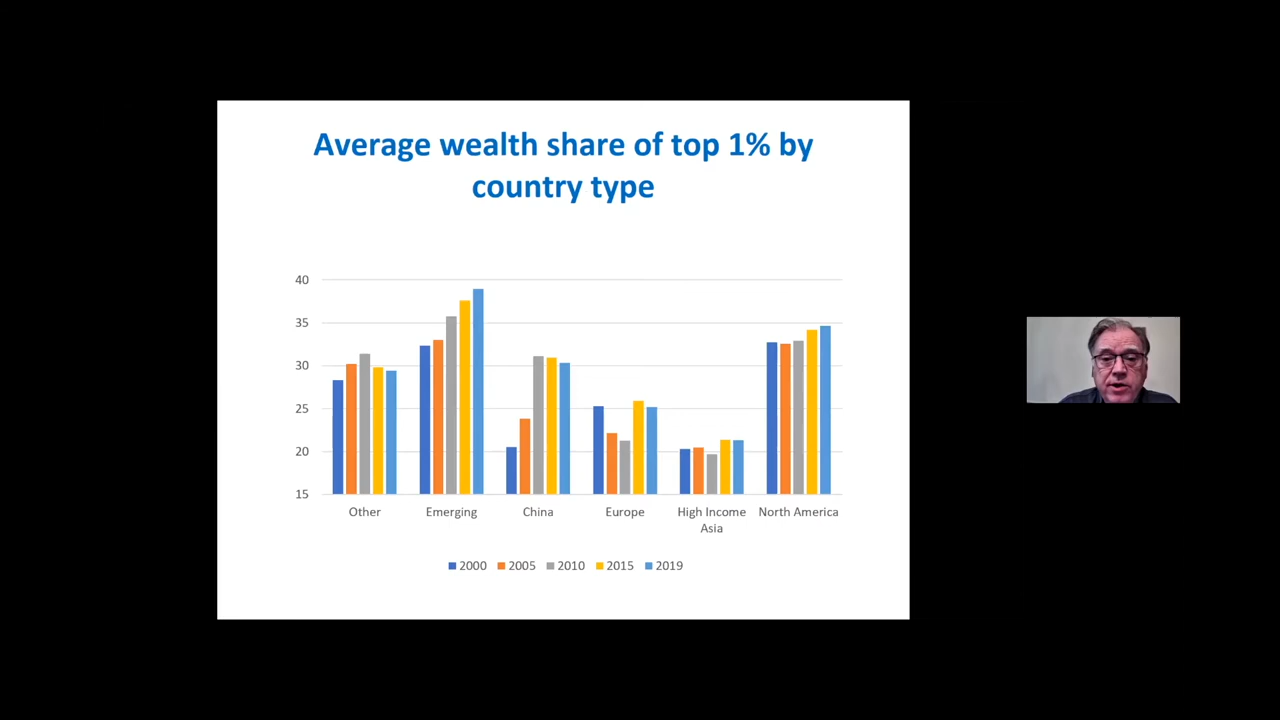 Average wealth share of top 1% by
country type
40
35
30
25
20
15
Other Emerging China Europe High Income North America
Asia
2000 2005 2010 2015 2019